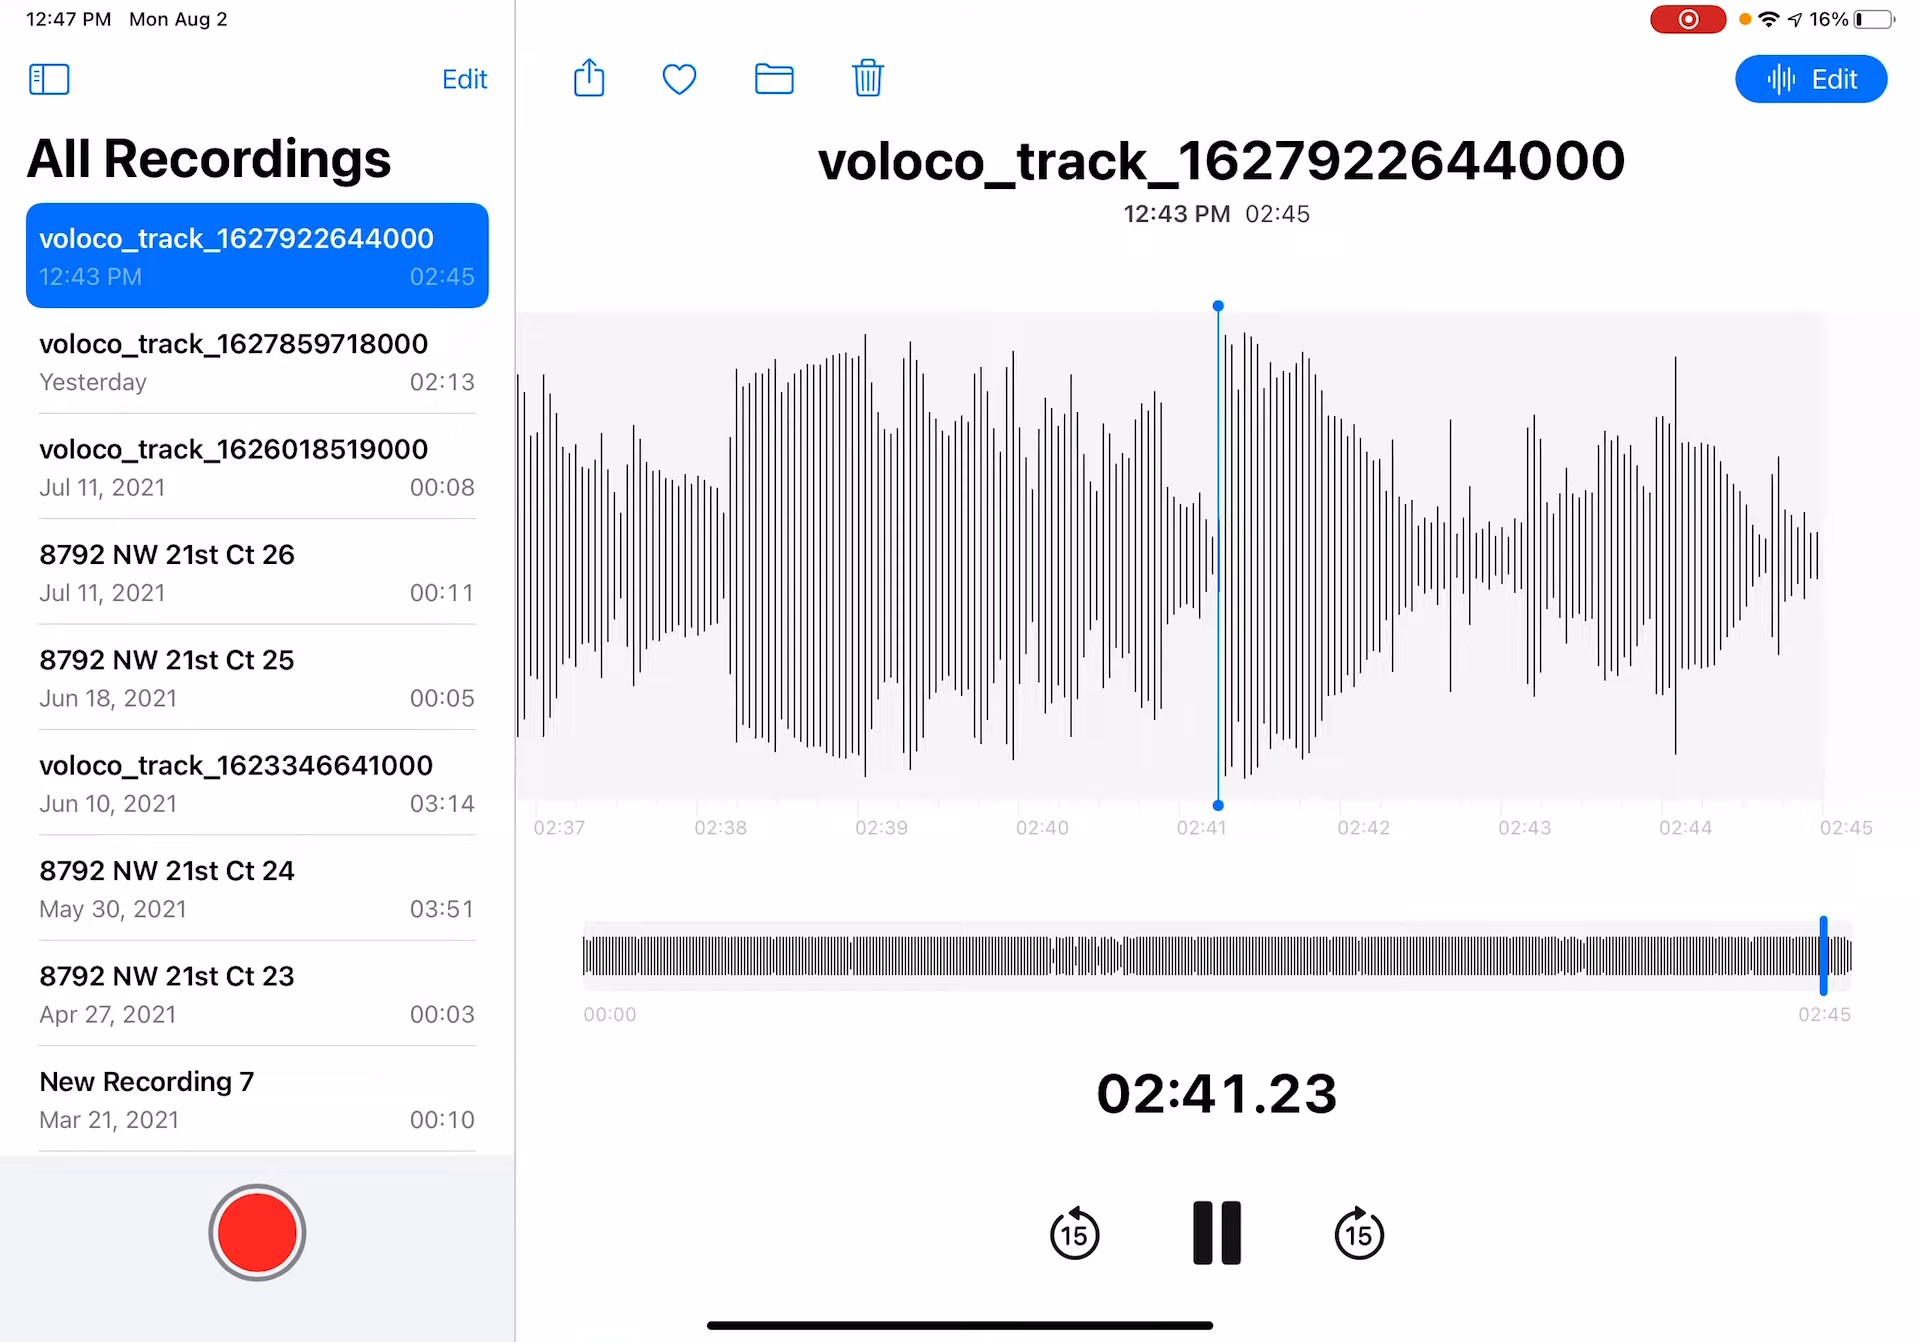 12:47 PM Mon Aug 2
16%
Edit
Edit
All Recordings
voloco_track_1627922644000
12:43 PM 02:45
voloco_track_1627859718000
Yesterday 02:13
voloco_track_1626018519000
Jul 11, 2021 00:08
8792 NW 21st Ct 26
Jul 11, 2021 00:11
8792 NW 21st Ct 25
Jun 18, 2021 00:05
voloco_track_1623346641000
Jun 10, 2021 03:14
8792 NW 21st Ct 24
May 30, 2021 03:51
8792 NW 21st Ct 23
Apr 27, 2021 00:03
New Recording 7
Mar 21, 2021 00:10
voloco_track_1627922644000
12:43 PM 02:45
02:37 02:38 02:39 02:40 02:41 02:42 02:43 02:44 02:45
00:00 02:45
02:41.23
15 15